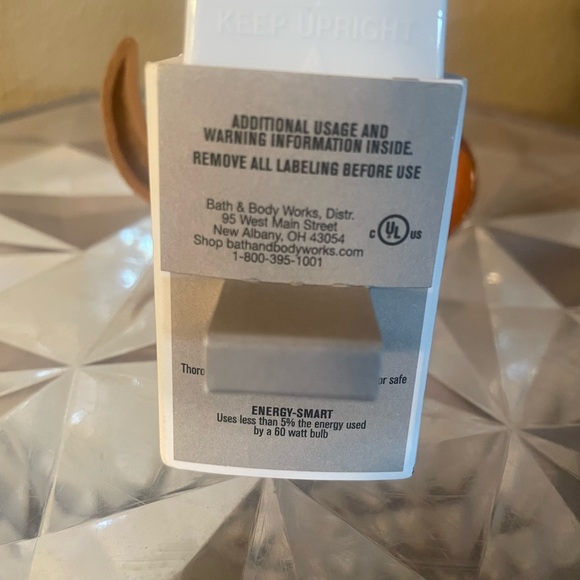 KEEP UPRIGHT
ADDITIONAL USAGE AND
WARNING INFORMATION INSIDE.
REMOVE ALL LABELING BEFORE USE
Bath & Body Works, Distr.
95 West Main Street
New Albany, OH 43054
Shop bathandbodyworks.com
1-800-395-1001
C UL US
Thoro
or safe
ENERGY-SMART
Uses less than 5% the energy used
by a 60 watt bulb